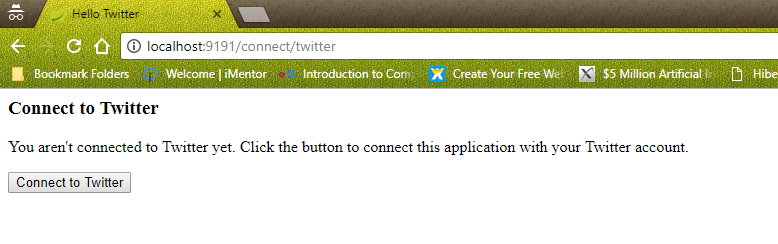 Hello Twitter
localhost:9191/connect/twitter
Bookmark Folders Welcome | iMentor Introduction to Com Create Your Free We $5 Million Artificial I Hibe
Connect to Twitter
You aren't connected to Twitter yet. Click the button to connect this application with your Twitter account.
Connect to Twitter